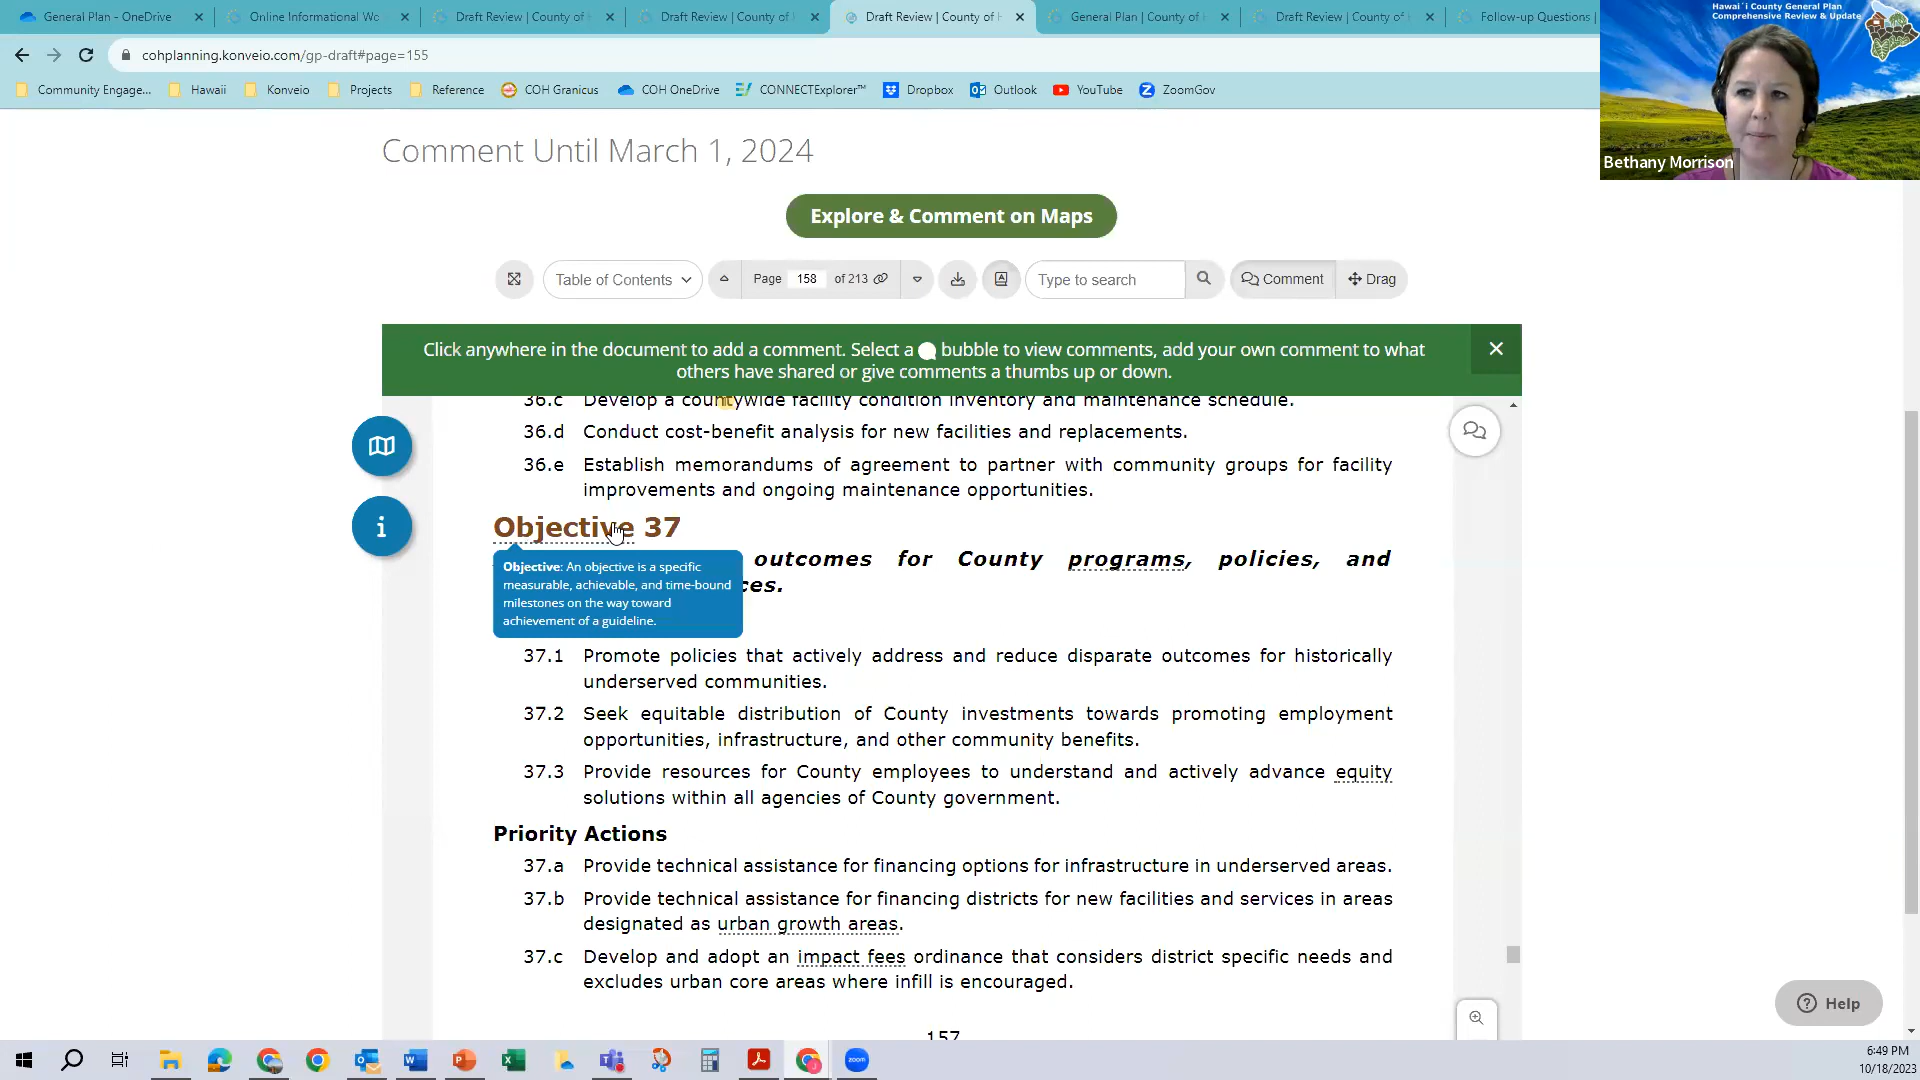 General Plan - OneDrive
Online Informational Wo
Draft Review | County of
Draft Review | County of
Draft Review | County of H
General Plan | County of
Draft Review | County of
Follow-up Questions |
Hawaiʻi County General Plan
Comprehensive Review & Update
cohplanning.konveio.com/gp-draft#page=155
Community Engage...
Hawaii
Konveio
Projects
Reference
COH Granicus
COH OneDrive
CONNECTExplorer™
Dropbox
Outlook
YouTube
ZoomGov
Bethany Morrison
Comment Until March 1, 2024
Explore & Comment on Maps
Table of Contents
Page 158 of 213
Type to search
Comment
Drag
Click anywhere in the document to add a comment. Select a bubble to view comments, add your own comment to what
others have shared or give comments a thumbs up or down.
36.c Develop a countywide facility condition inventory and maintenance schedule.
36.d Conduct cost-benefit analysis for new facilities and replacements.
36.e Establish memorandums of agreement to partner with community groups for facility
improvements and ongoing maintenance opportunities.
Objective 37
outcomes for County programs, policies, and
ces.
Objective: An objective is a specific
measurable, achievable, and time-bound
milestones on the way toward
achievement of a guideline.
37.1 Promote policies that actively address and reduce disparate outcomes for historically
underserved communities.
37.2 Seek equitable distribution of County investments towards promoting employment
opportunities, infrastructure, and other community benefits.
37.3 Provide resources for County employees to understand and actively advance equity
solutions within all agencies of County government.
Priority Actions
37.a Provide technical assistance for financing options for infrastructure in underserved areas.
37.b Provide technical assistance for financing districts for new facilities and services in areas
designated as urban growth areas.
37.c Develop and adopt an impact fees ordinance that considers district specific needs and
excludes urban core areas where infill is encouraged.
157
Help
6:49 PM
10/18/2023